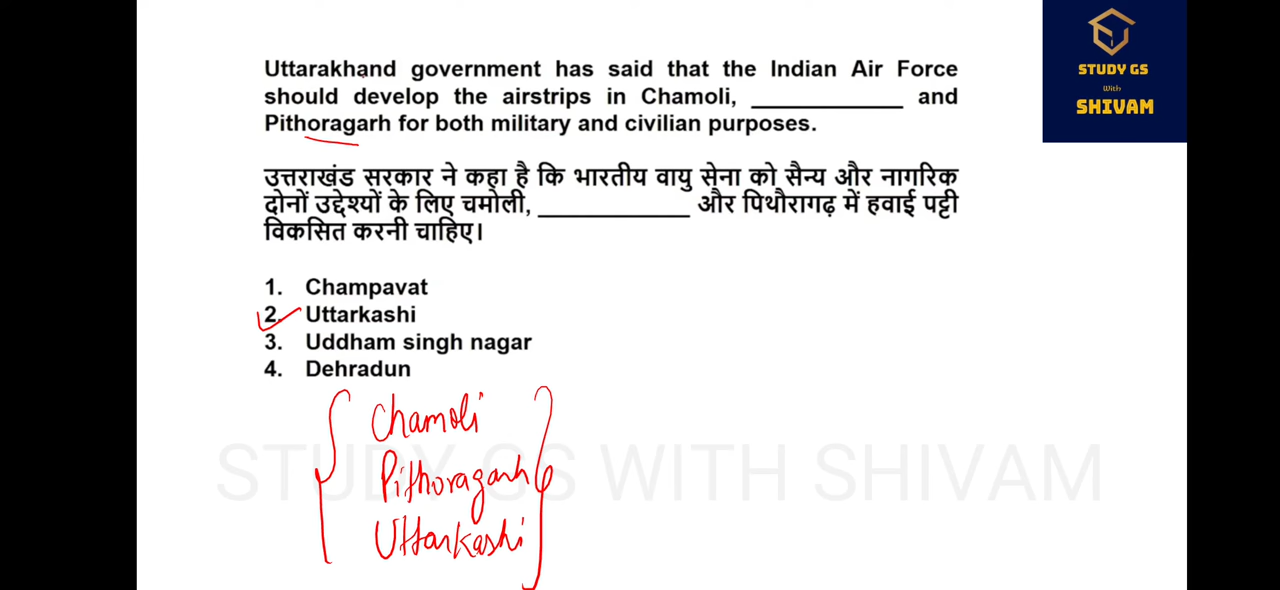 STUDY GS
With
SHIVAM
Uttarakhand government has said that the Indian Air Force
should develop the airstrips in Chamoli, ____________ and
Pithoragarh for both military and civilian purposes.
उत्तराखंड सरकार ने कहा है कि भारतीय वायु सेना को सैन्य और नागरिक
दोनों उद्देश्यों के लिए चमोली, ____________ और पिथौरागढ़ में हवाई पट्टी
विकसित करनी चाहिए।
1. Champavat
2. Uttarkashi
3. Uddham singh nagar
4. Dehradun
Chamoli
STUDY GS WITH SHIVAM
Pithoragarh
Uttarkashi